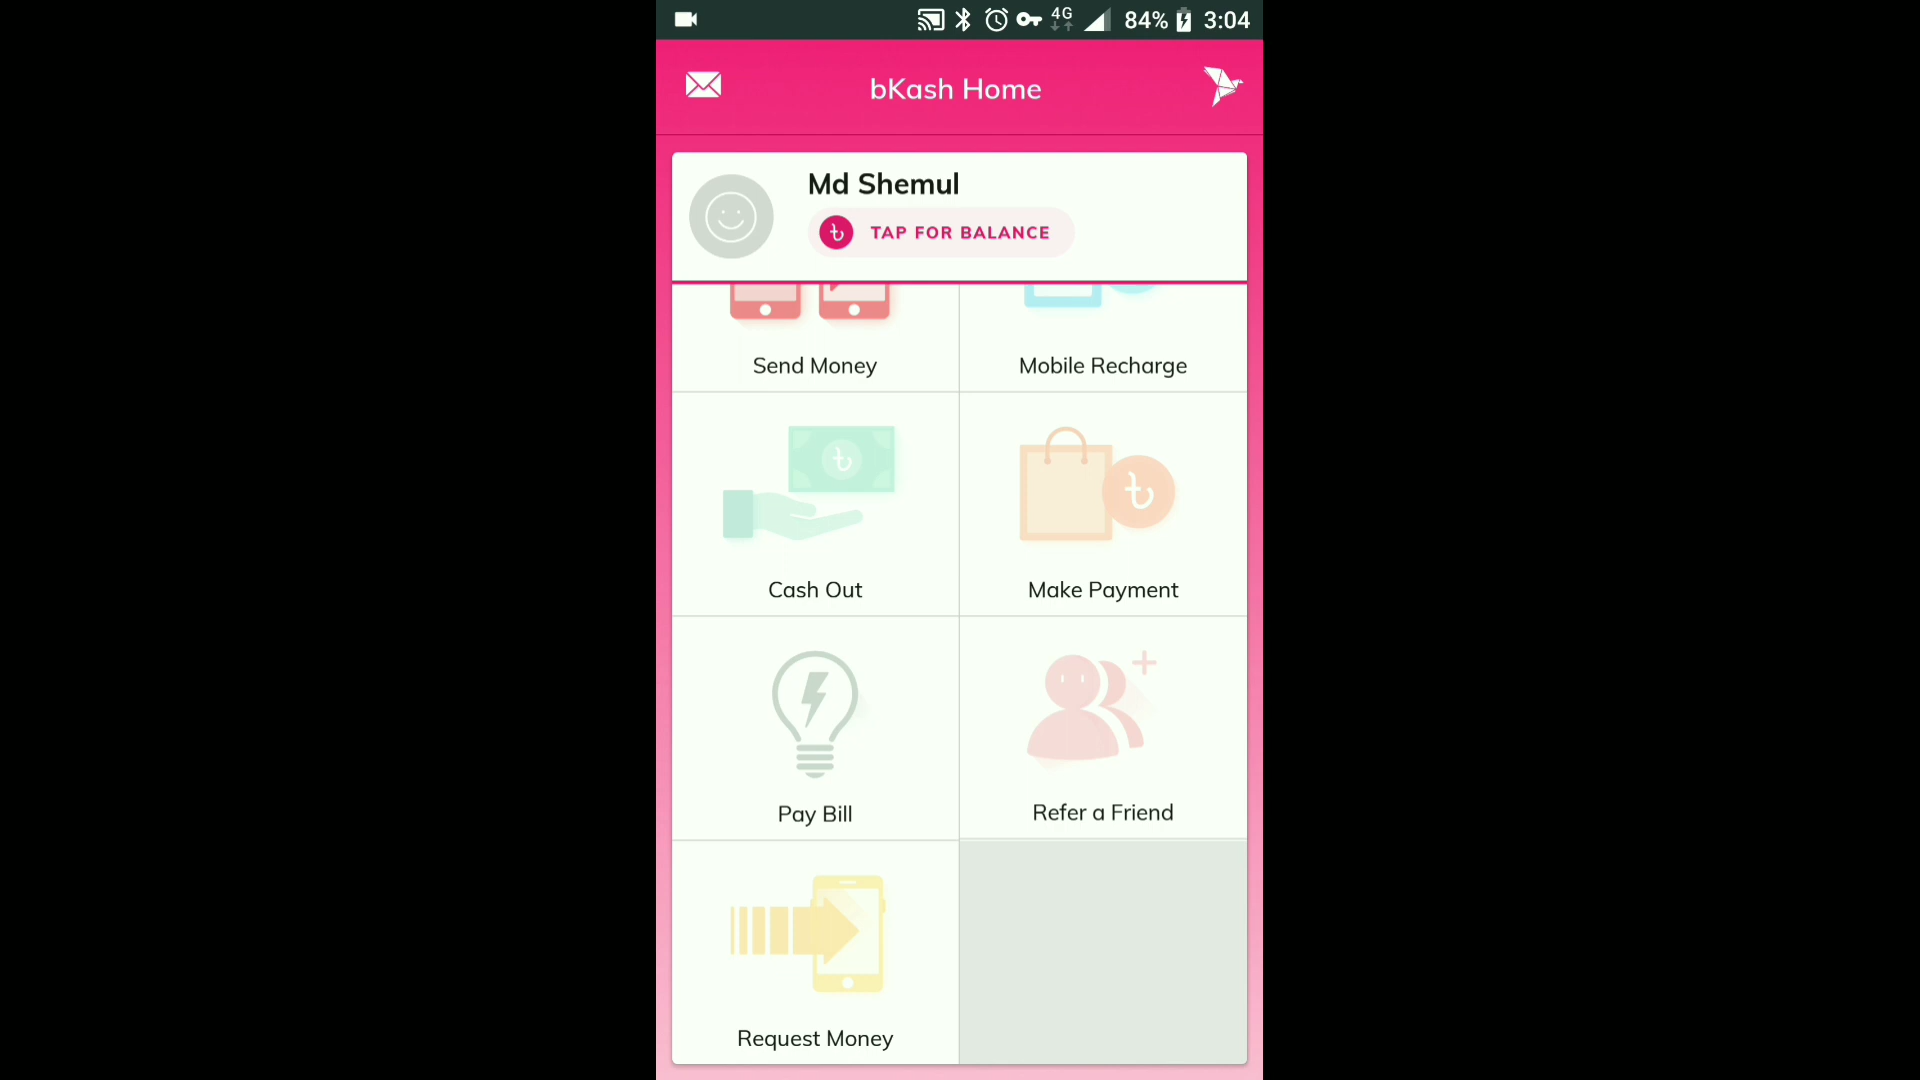 4G 84% 3:04
bKash Home
Md Shemul
৳ TAP FOR BALANCE
Send Money
Mobile Recharge
৳
৳
Cash Out
Make Payment
Pay Bill
Refer a Friend
Request Money